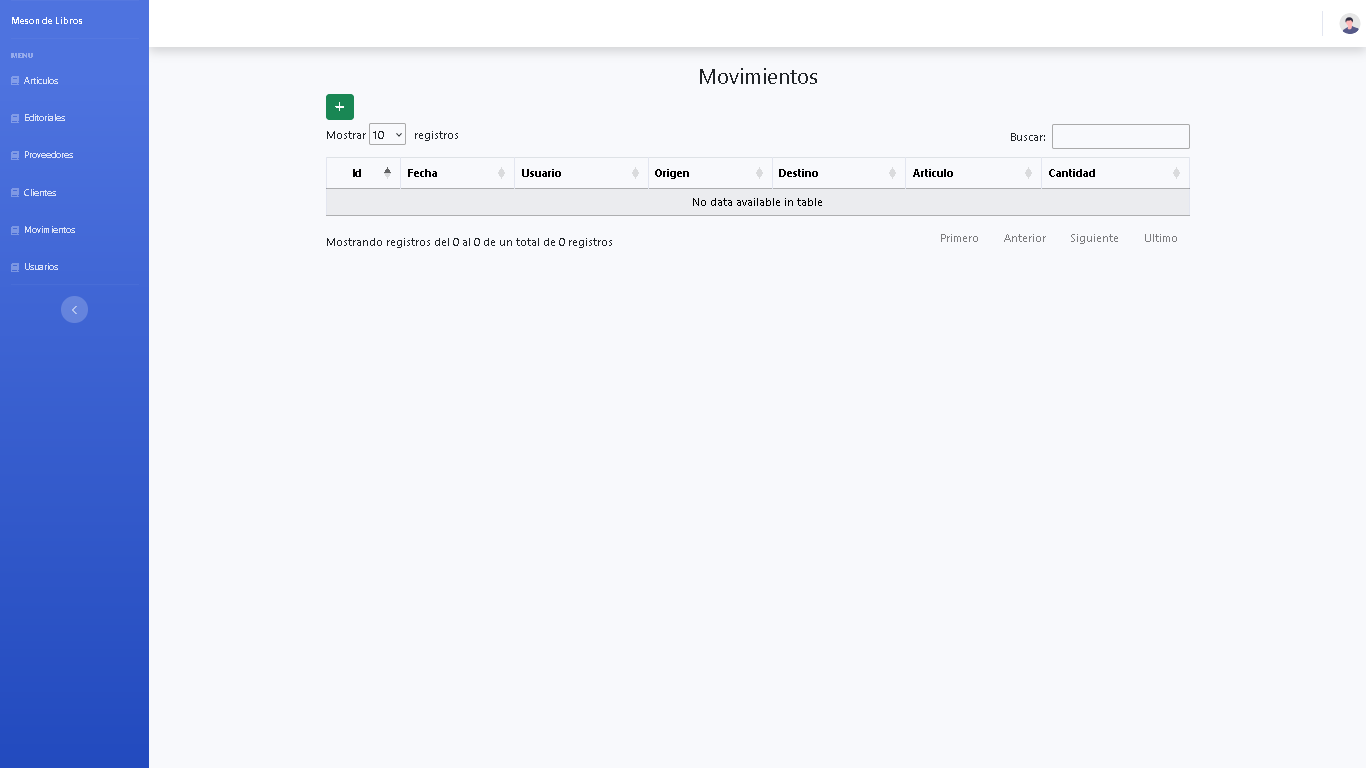 Meson de Libros
MENU
Articulos
Editoriales
Proveedores
Clientes
Movimientos
Usuarios
Movimientos
+
Mostrar 10 registros
Buscar:
Id Fecha Usuario Origen Destino Articulo Cantidad
No data available in table
Mostrando registros del 0 al 0 de un total de 0 registros
Primero Anterior Siguiente Ultimo